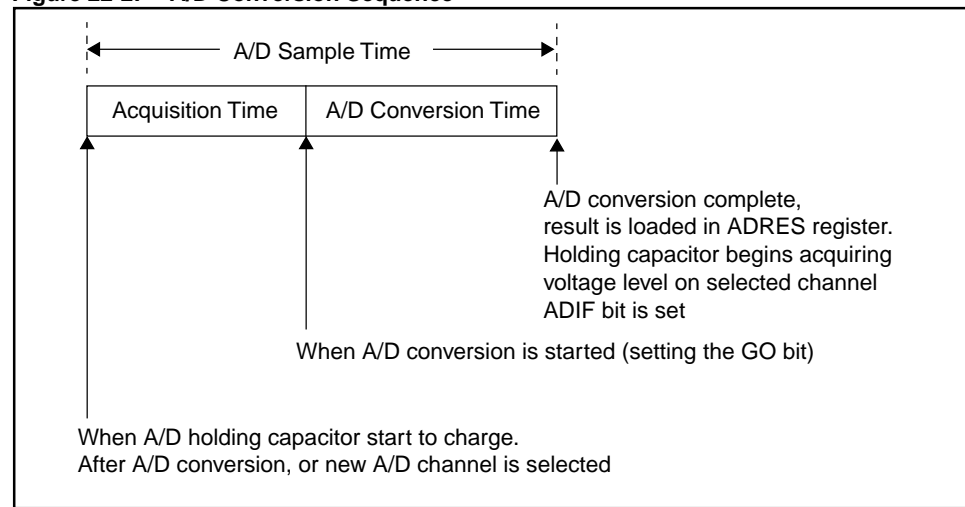 A/D Sample Time
Acquisition Time
A/D Conversion Time
A/D conversion complete,
result is loaded in ADRES register.
Holding capacitor begins acquiring
voltage level on selected channel
ADIF bit is set
When A/D conversion is started (setting the GO bit)
When A/D holding capacitor start to charge.
After A/D conversion, or new A/D channel is selected